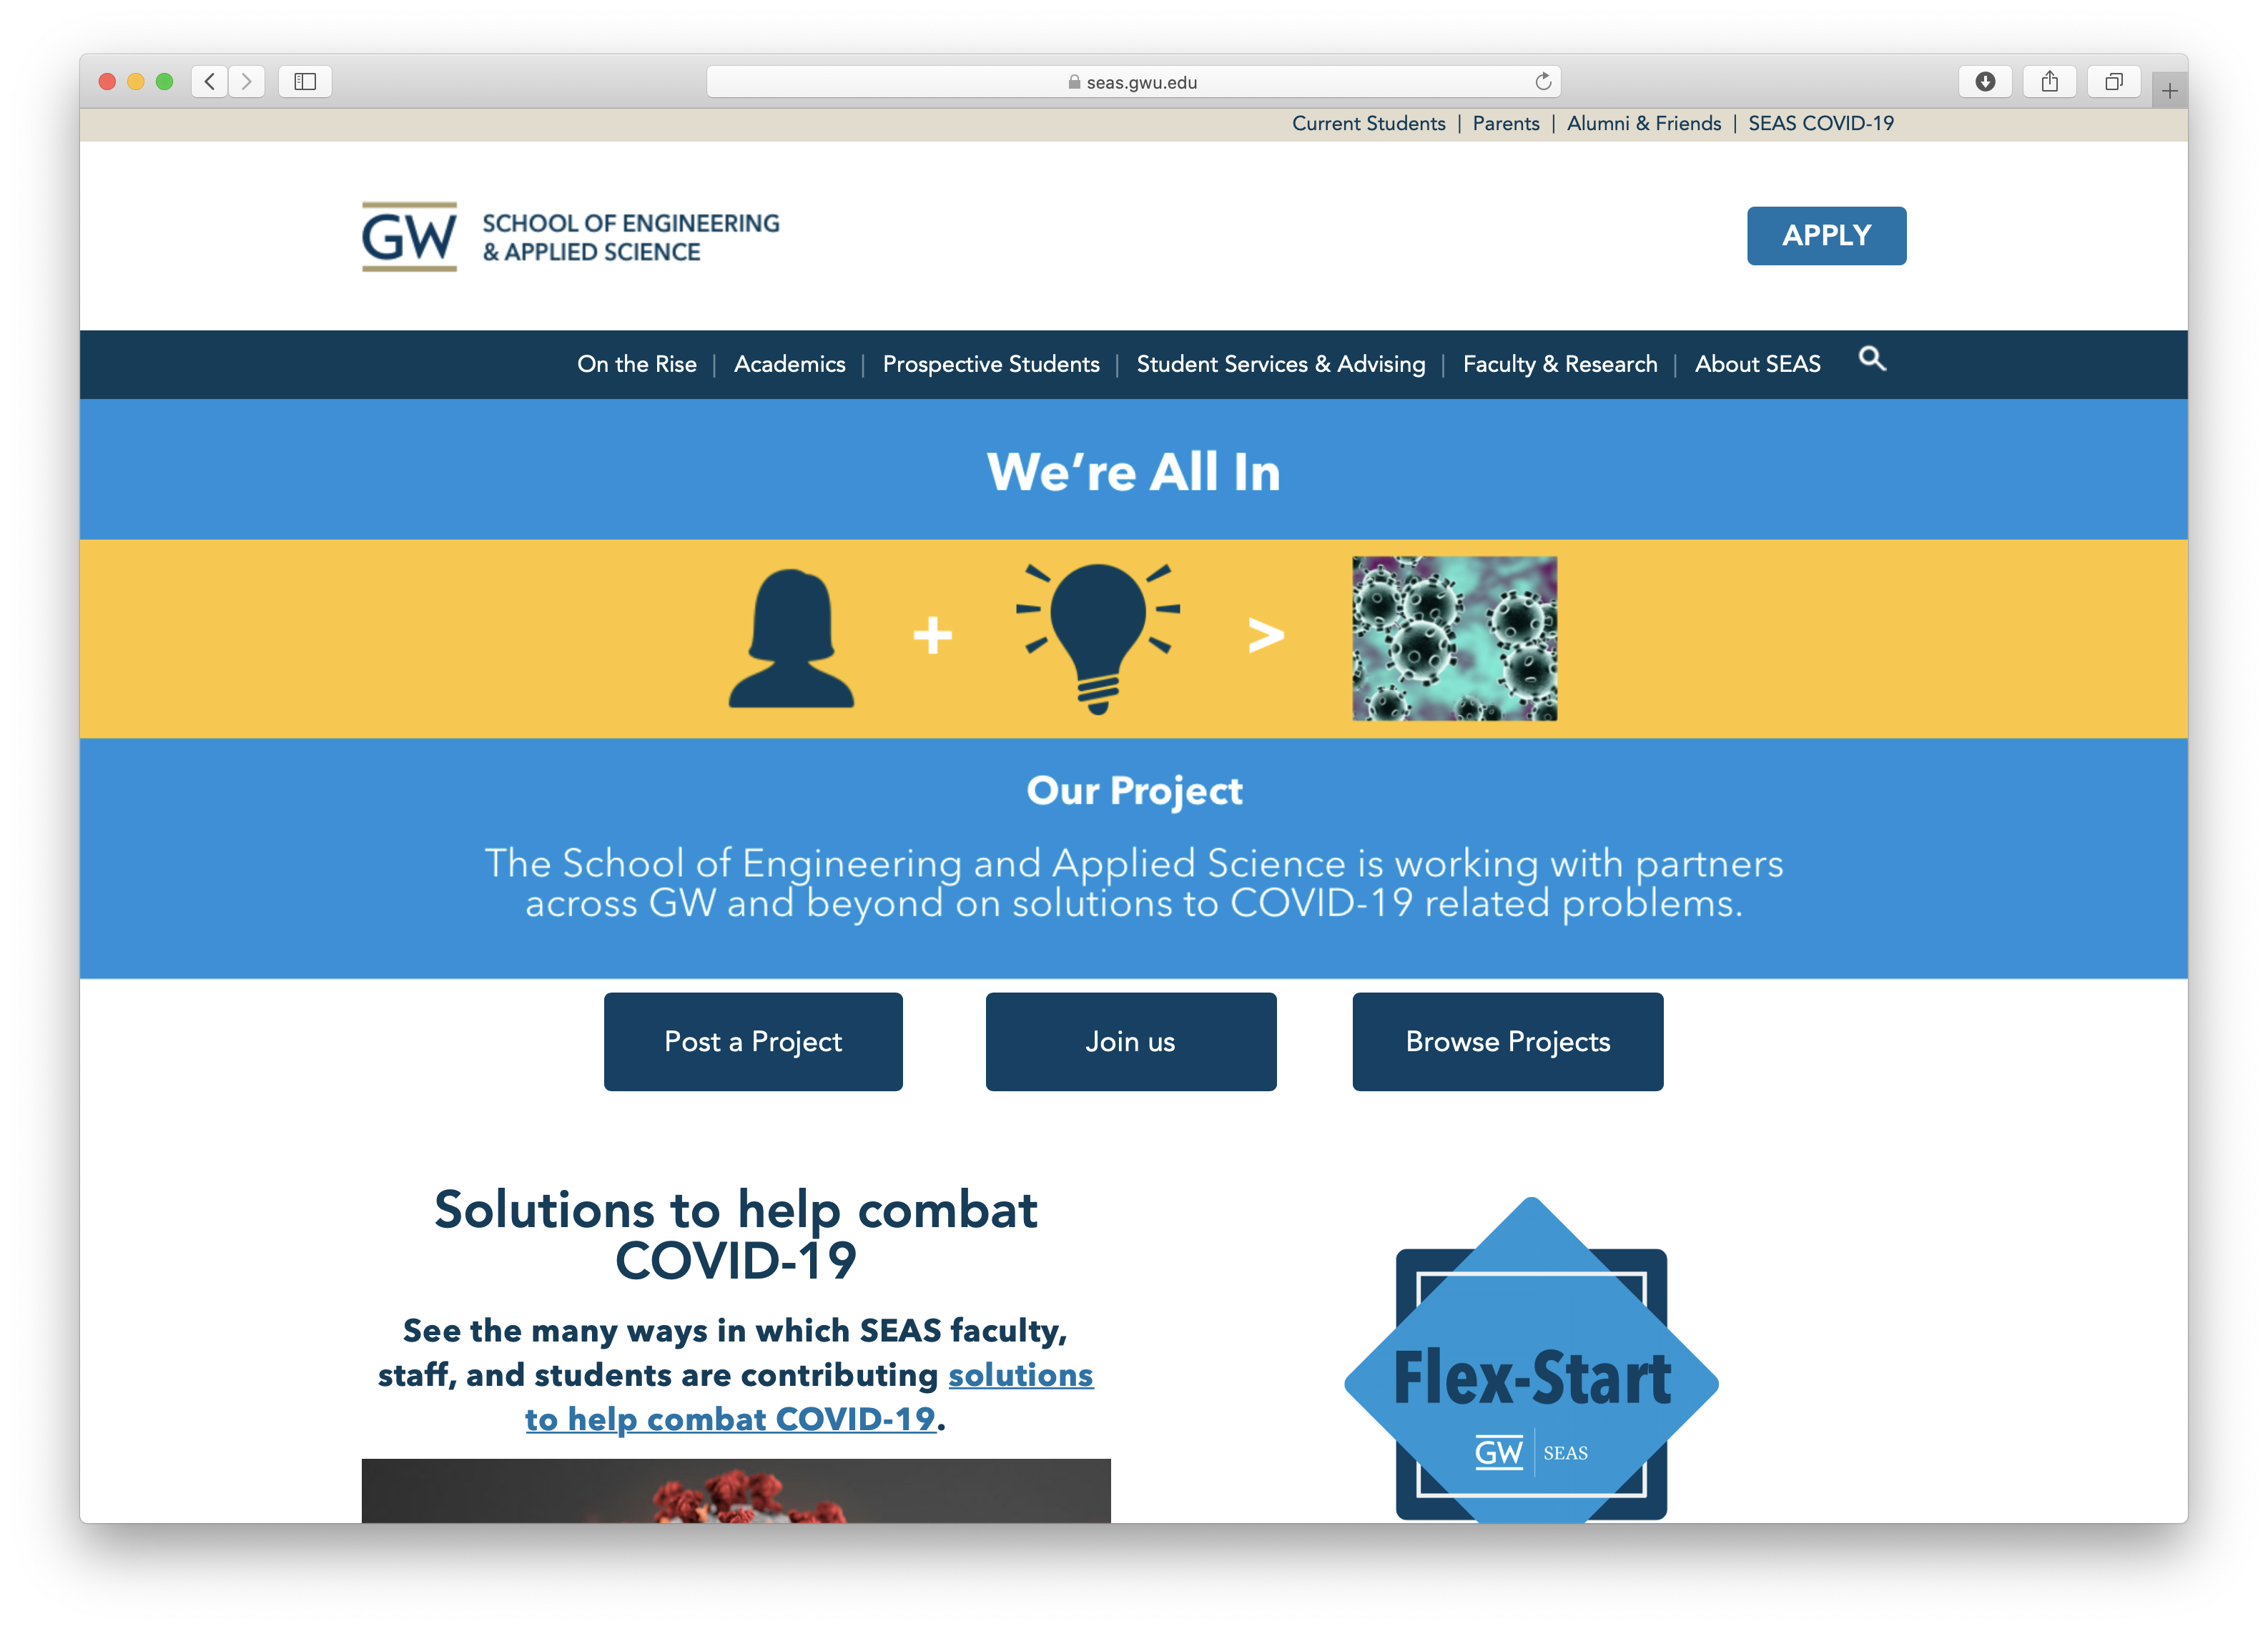 seas.gwu.edu
Current Students | Parents | Alumni & Friends | SEAS COVID-19
GW SCHOOL OF ENGINEERING
& APPLIED SCIENCE
APPLY
On the Rise | Academics | Prospective Students | Student Services & Advising | Faculty & Research | About SEAS
We’re All In
+ >
Our Project
The School of Engineering and Applied Science is working with partners
across GW and beyond on solutions to COVID-19 related problems.
Post a Project
Join us
Browse Projects
Solutions to help combat
COVID-19
See the many ways in which SEAS faculty,
staff, and students are contributing solutions
to help combat COVID-19.
Flex-Start
GW | SEAS